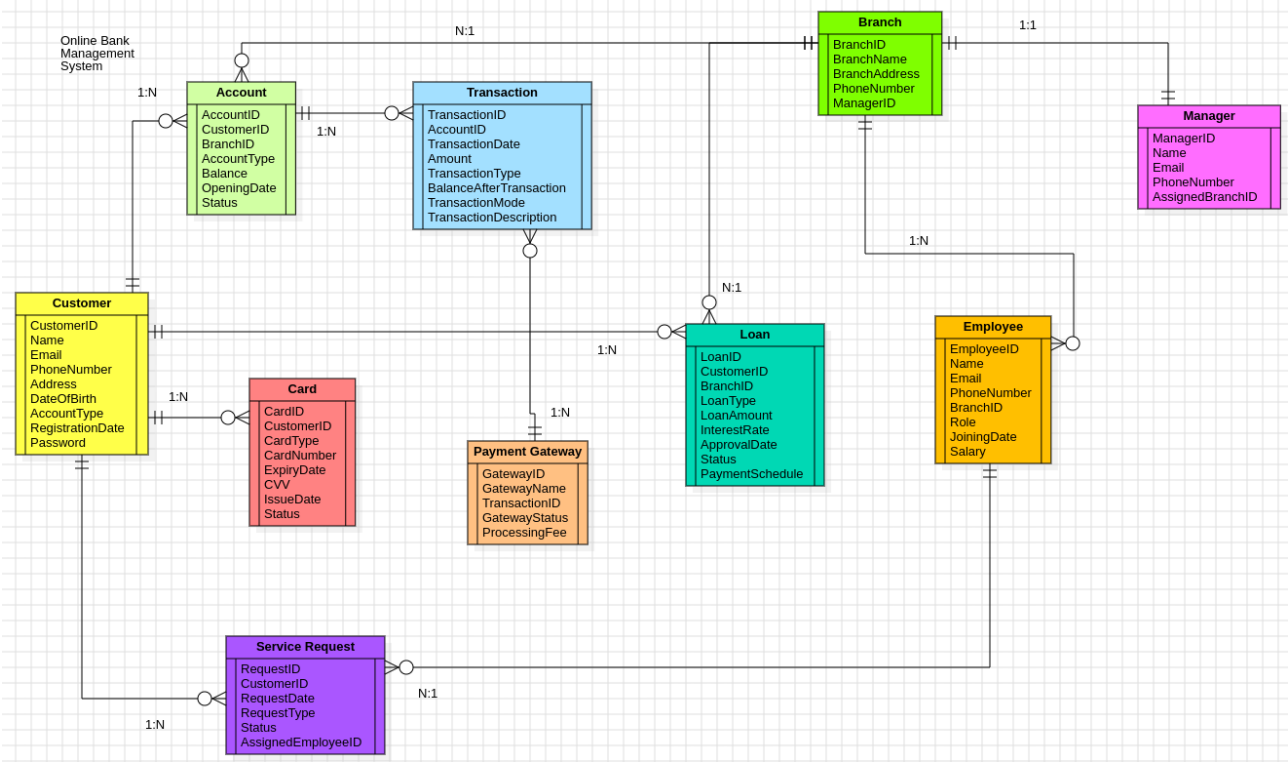 Online Bank
Management
System
N:1
1:1
1:N
Branch
BranchID
BranchName
BranchAddress
PhoneNumber
ManagerID
Account
AccountID
CustomerID
BranchID
AccountType
Balance
OpeningDate
Status
1:N
Transaction
TransactionID
AccountID
TransactionDate
Amount
TransactionType
BalanceAfterTransaction
TransactionMode
TransactionDescription
Manager
ManagerID
Name
Email
PhoneNumber
AssignedBranchID
1:N
N:1
Customer
CustomerID
Name
Email
PhoneNumber
Address
DateOfBirth
AccountType
RegistrationDate
Password
1:N
1:N
Card
CardID
CustomerID
CardType
CardNumber
ExpiryDate
CVV
IssueDate
Status
1:N
Payment Gateway
GatewayID
GatewayName
TransactionID
GatewayStatus
ProcessingFee
Loan
LoanID
CustomerID
BranchID
LoanType
LoanAmount
InterestRate
ApprovalDate
Status
PaymentSchedule
Employee
EmployeeID
Name
Email
PhoneNumber
BranchID
Role
JoiningDate
Salary
Service Request
RequestID
CustomerID
RequestDate
RequestType
Status
AssignedEmployeeID
N:1
1:N